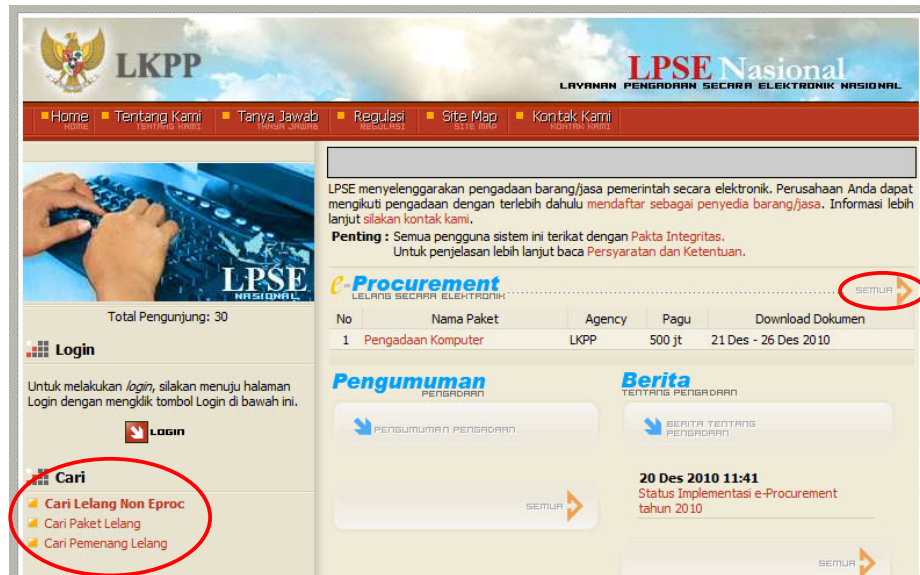 LKPP
LPSE Nasional
LAYANAN PENGADAAN SECARA ELEKTRONIK NASIONAL
Home Tentang Kami Tanya Jawab Regulasi Site Map Kontak Kami
HOME TENTANG KAMI TANYA JAWAB REGULASI SITE MAP KONTAK KAMI
LPSE menyelenggarakan pengadaan barang/jasa pemerintah secara elektronik. Perusahaan Anda dapat
mengikuti pengadaan dengan terlebih dahulu mendaftar sebagai penyedia barang/jasa. Informasi lebih
lanjut silakan kontak kami.
Penting : Semua pengguna sistem ini terikat dengan Pakta Integritas.
Untuk penjelasan lebih lanjut baca Persyaratan dan Ketentuan.
LPSE
NASIONAL
Total Pengunjung: 30
Login
Untuk melakukan login, silakan menuju halaman
Login dengan mengklik tombol Login di bawah ini.
LOGIN
Cari
Cari Lelang Non Eproc
Cari Paket Lelang
Cari Pemenang Lelang
e-Procurement
LELANG SECARA ELEKTRONIK
SEMUA
No Nama Paket Agency Pagu Download Dokumen
1 Pengadaan Komputer LKPP 500 jt 21 Des - 26 Des 2010
Pengumuman
PENGADAAN
PENGUMUMAN PENGADAAN
SEMUA
Berita
TENTANG PENGADAAN
BERITA TENTANG
PENGADAAN
20 Des 2010 11:41
Status Implementasi e-Procurement
tahun 2010
SEMUA